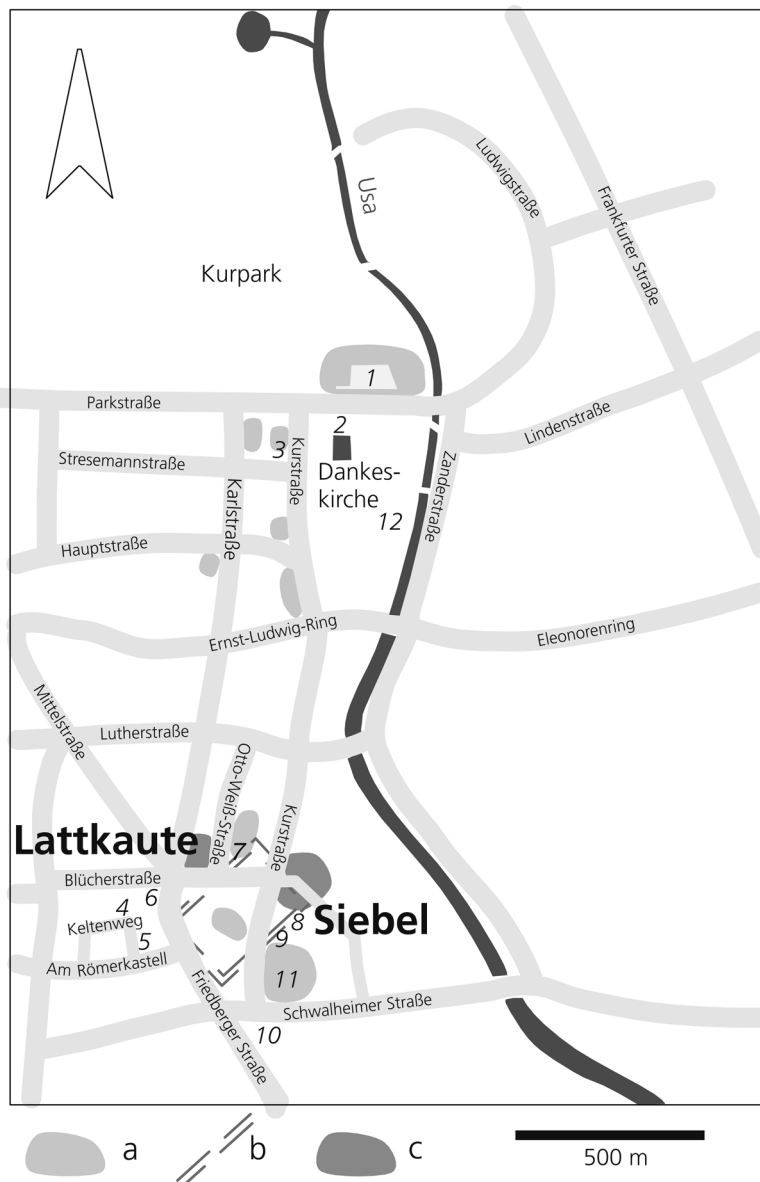 Usa
Ludwigstraße
Frankfurter Straße
Kurpark
1
Parkstraße
2
3
Kurstraße
Lindenstraße
Stresemannstraße
Dankes-
kirche
Zanderstraße
Karlstraße
12
Hauptstraße
Ernst-Ludwig-Ring
Eleonorenring
Mittelstraße
Lutherstraße
Otto-Weiß-Straße
Kurstraße
Lattkaute
7
Blücherstraße
6
4
Keltenweg
5
8
Siebel
9
Am Römerkastell
11
Friedberger Straße
Schwalheimer Straße
10
a
b
c
500 m